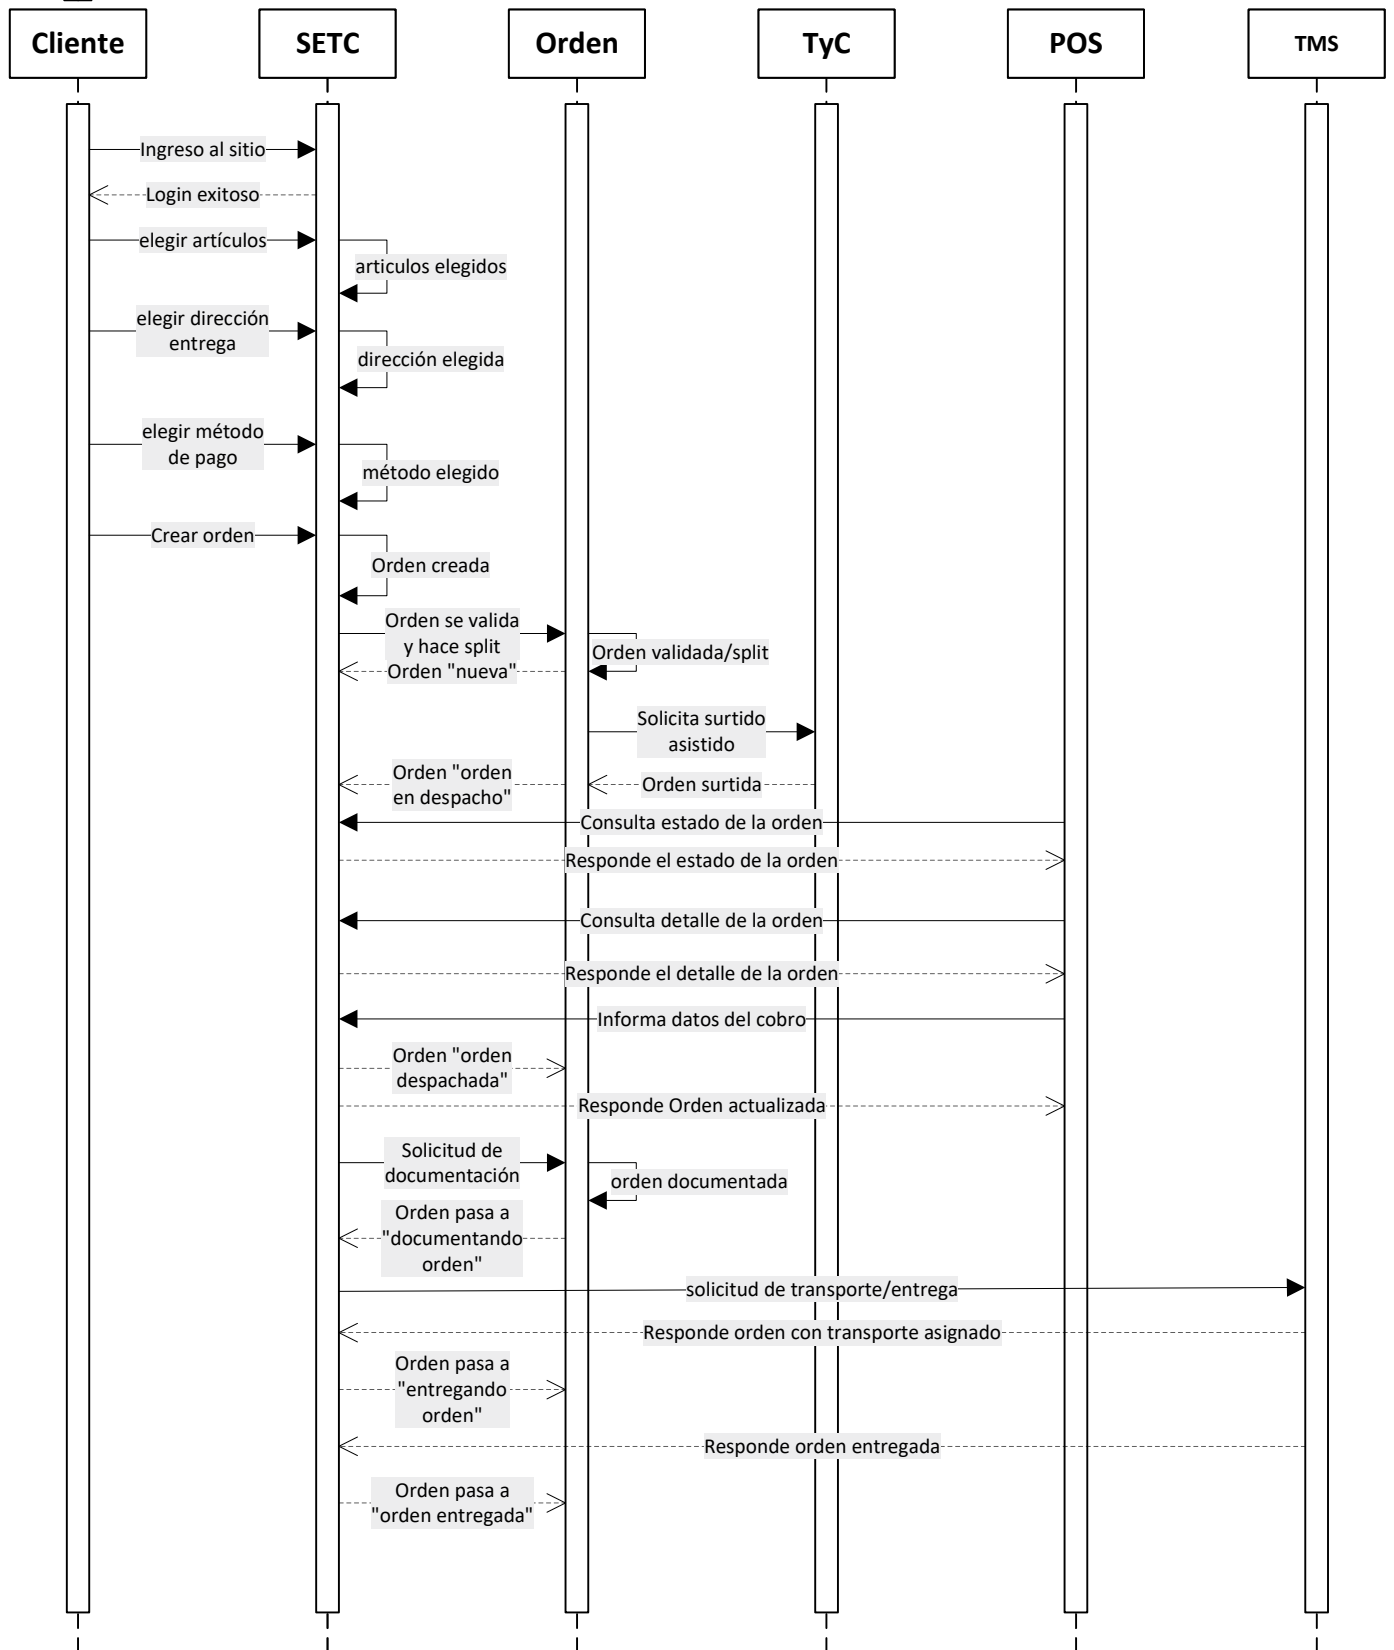 Cliente
SETC
Orden
TyC
POS
TMS
Ingreso al sitio
Login exitoso
elegir artículos
articulos elegidos
elegir dirección
entrega
dirección elegida
elegir método
de pago
método elegido
Crear orden
Orden creada
Orden se valida
y hace split
Orden validada/split
Orden "nueva"
Solicita surtido
asistido
Orden "orden
en despacho"
Orden surtida
Consulta estado de la orden
Responde el estado de la orden
Consulta detalle de la orden
Responde el detalle de la orden
Informa datos del cobro
Orden "orden
despachada"
Responde Orden actualizada
Solicitud de
documentación
orden documentada
Orden pasa a
"documentando
orden"
solicitud de transporte/entrega
Responde orden con transporte asignado
Orden pasa a
"entregando
orden"
Responde orden entregada
Orden pasa a
"orden entregada"